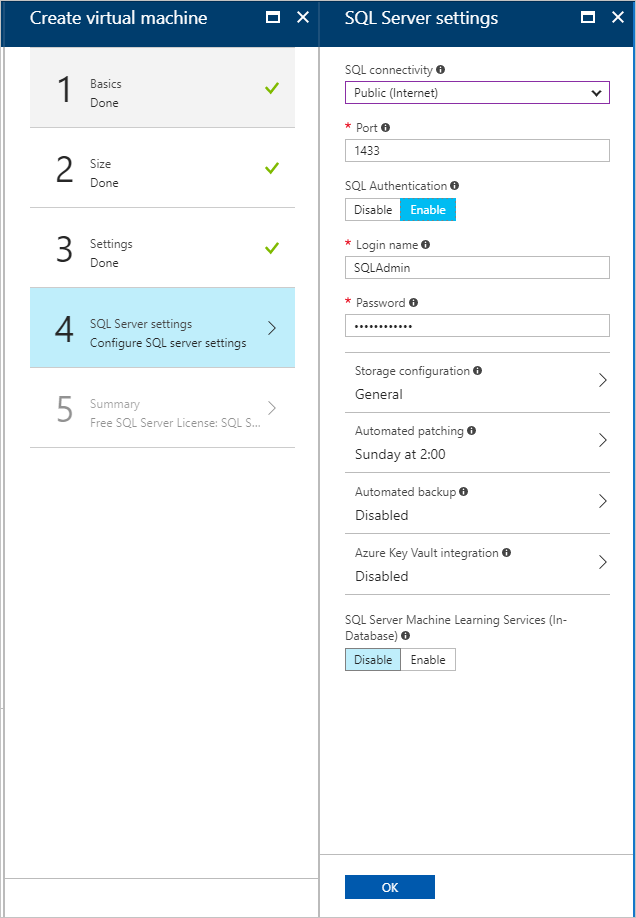 Create virtual machine
1
Basics
Done
2
Size
Done
3
Settings
Done
4
SQL Server settings
Configure SQL server settings
5
Summary
Free SQL Server License: SQL S...
SQL Server settings
SQL connectivity
Public (Internet)
* Port
1433
SQL Authentication
Disable Enable
* Login name
SQLAdmin
* Password
••••••••••••
Storage configuration
General
Automated patching
Sunday at 2:00
Automated backup
Disabled
Azure Key Vault integration
Disabled
SQL Server Machine Learning Services (In-
Database)
Disable Enable
OK